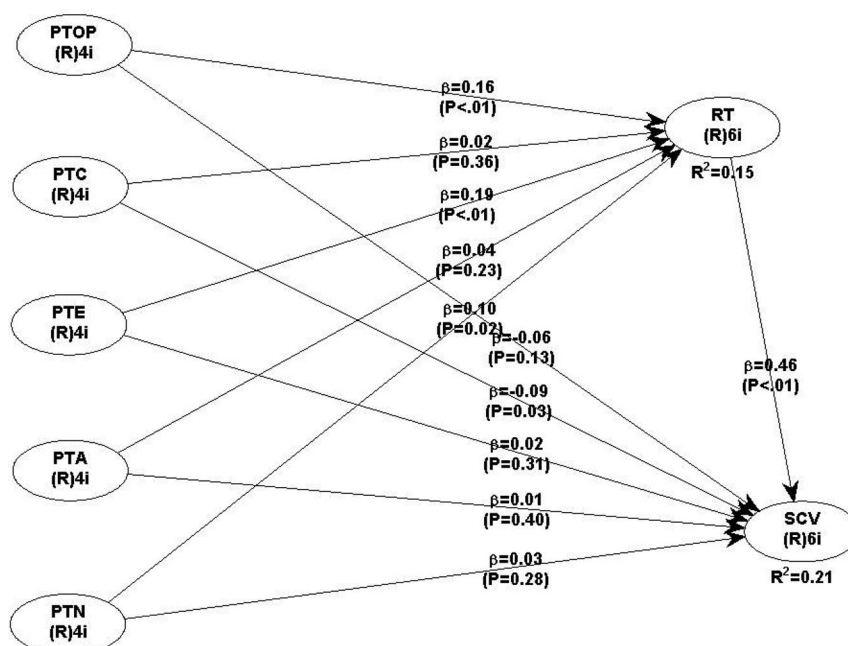 PTOP
(R)4i
β=0.16
(P<.01)
RT
(R)6i
R²=0.15
β=0.02
(P=0.36)
PTC
(R)4i
β=0.19
(P<.01)
β=0.04
(P=0.23)
PTE
(R)4i
β=0.10
(P=0.02)
β=-0.06
(P=0.13)
β=0.46
(P<.01)
β=-0.09
(P=0.03)
β=0.02
(P=0.31)
PTA
(R)4i
β=0.01
(P=0.40)
SCV
(R)6i
R²=0.21
β=0.03
(P=0.28)
PTN
(R)4i